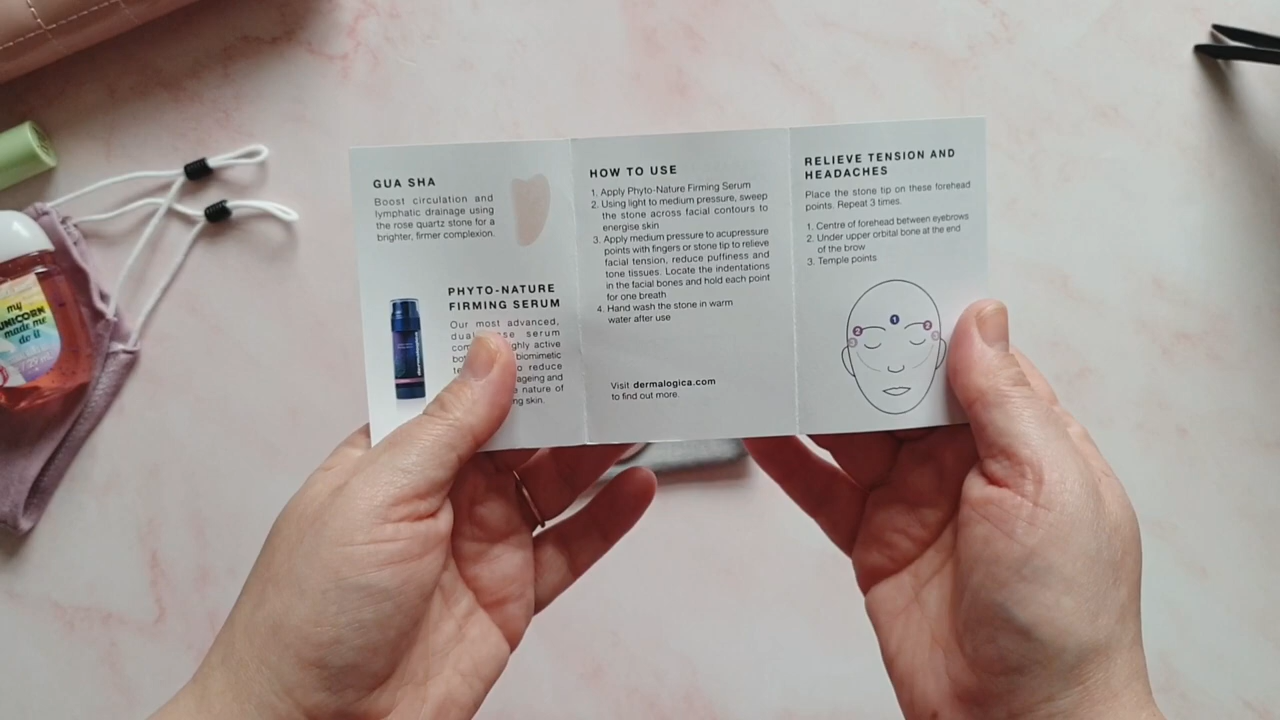 GUA SHA
Boost circulation and
lymphatic drainage using
the rose quartz stone for a
brighter, firmer complexion.
PHYTO-NATURE
FIRMING SERUM
Our most advanced,
serum
active
biomimetic
reduce
ageing and
nature of
skin.
HOW TO USE
1. Apply Phyto-Nature Firming Serum
2. Using light to medium pressure, sweep
the stone across facial contours to
energise skin
3. Apply medium pressure to acupressure
points with fingers or stone tip to relieve
facial tension, reduce puffiness and
tone tissues. Locate the indentations
in the facial bones and hold each point
for one breath
4. Hand wash the stone in warm
water after use
Visit dermalogica.com
to find out more.
RELIEVE TENSION AND
HEADACHES
Place the stone tip on these forehead
points. Repeat 3 times.
1. Centre of forehead between eyebrows
2. Under upper orbital bone at the end
of the brow
3. Temple points
1
2 2
3 3
my
UNICORN
made me
do it